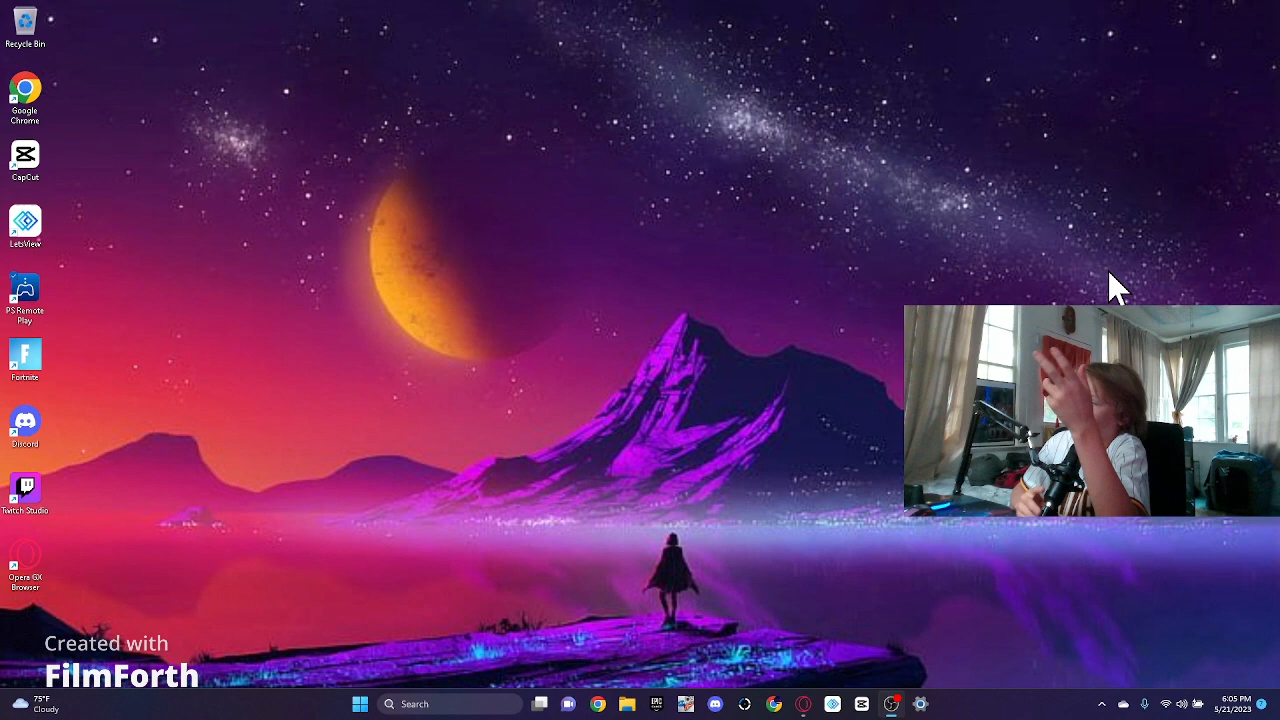 Recycle Bin
Google
Chrome
CapCut
LetsView
PS Remote
Play
F
Fortnite
Discord
Twitch Studio
Opera GX
Browser
Created with
FilmForth
75°F
Cloudy
Search
EPIC
6:05 PM
5/21/2023